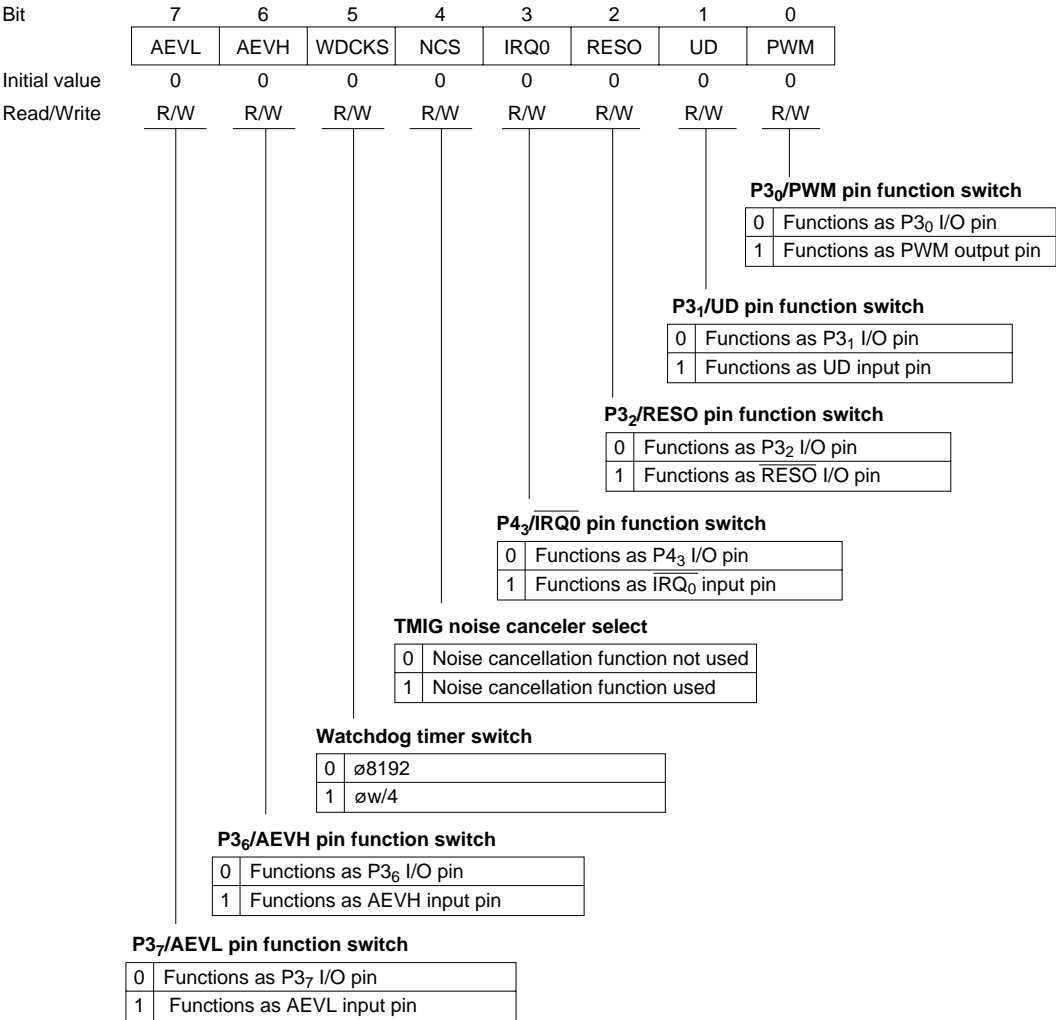 Bit 7 6 5 4 3 2 1 0
AEVL AEVH WDCKS NCS IRQ0 RESO UD PWM
Initial value 0 0 0 0 0 0 0 0
Read/Write R/W R/W R/W R/W R/W R/W R/W R/W
P3₀/PWM pin function switch
0 Functions as P3₀ I/O pin
1 Functions as PWM output pin
P3₁/UD pin function switch
0 Functions as P3₁ I/O pin
1 Functions as UD input pin
P3₂/RESO pin function switch
0 Functions as P3₂ I/O pin
1 Functions as R̅E̅S̅O̅ I/O pin
P4₃/I̅R̅Q̅0̅ pin function switch
0 Functions as P4₃ I/O pin
1 Functions as I̅R̅Q̅₀̅ input pin
TMIG noise canceler select
0 Noise cancellation function not used
1 Noise cancellation function used
Watchdog timer switch
0 ø8192
1 øw/4
P3₆/AEVH pin function switch
0 Functions as P3₆ I/O pin
1 Functions as AEVH input pin
P3₇/AEVL pin function switch
0 Functions as P3₇ I/O pin
1 Functions as AEVL input pin